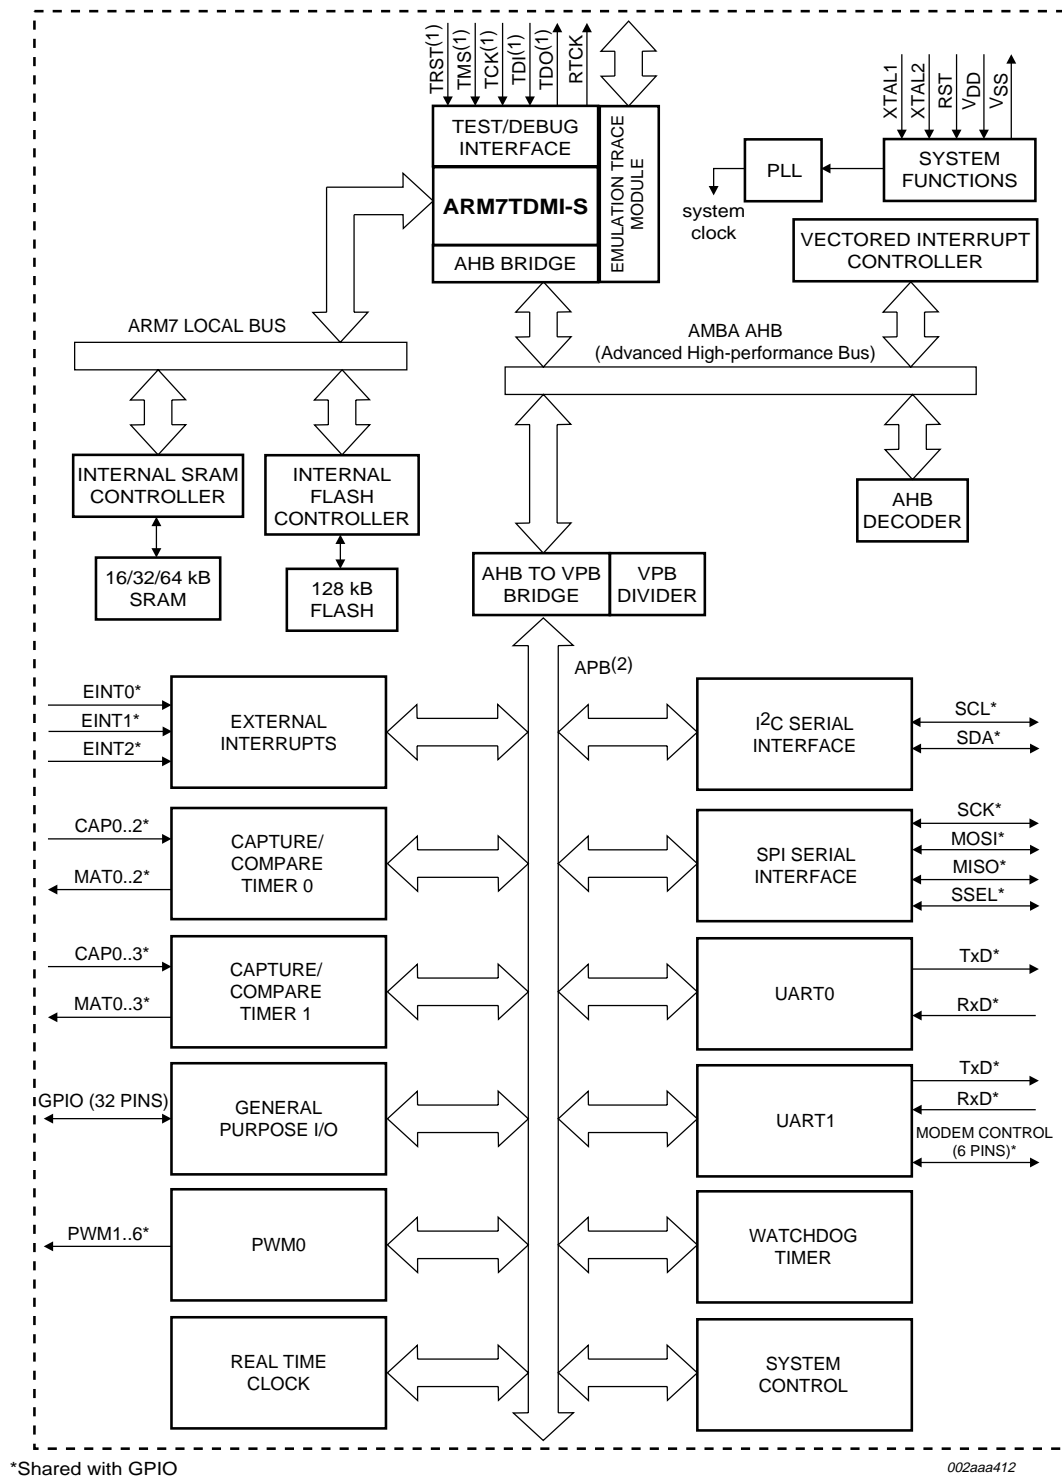 TRST(1)
TMS(1)
TCK(1)
TDI(1)
TDO(1)
RTCK
XTAL1
XTAL2
RST
VDD
VSS
TEST/DEBUG
INTERFACE
EMULATION TRACE
MODULE
ARM7TDMI-S
AHB BRIDGE
PLL
SYSTEM
FUNCTIONS
system
clock
VECTORED INTERRUPT
CONTROLLER
ARM7 LOCAL BUS
AMBA AHB
(Advanced High-performance Bus)
INTERNAL SRAM
CONTROLLER
INTERNAL
FLASH
CONTROLLER
AHB
DECODER
16/32/64 kB
SRAM
128 kB
FLASH
AHB TO VPB
BRIDGE
VPB
DIVIDER
APB(2)
EINT0*
EINT1*
EINT2*
EXTERNAL
INTERRUPTS
I2C SERIAL
INTERFACE
SCL*
SDA*
CAP0..2*
MAT0..2*
CAPTURE/
COMPARE
TIMER 0
SPI SERIAL
INTERFACE
SCK*
MOSI*
MISO*
SSEL*
CAP0..3*
MAT0..3*
CAPTURE/
COMPARE
TIMER 1
UART0
TxD*
RxD*
GPIO (32 PINS)
GENERAL
PURPOSE I/O
UART1
TxD*
RxD*
MODEM CONTROL
(6 PINS)*
PWM1..6*
PWM0
WATCHDOG
TIMER
REAL TIME
CLOCK
SYSTEM
CONTROL
*Shared with GPIO
002aaa412